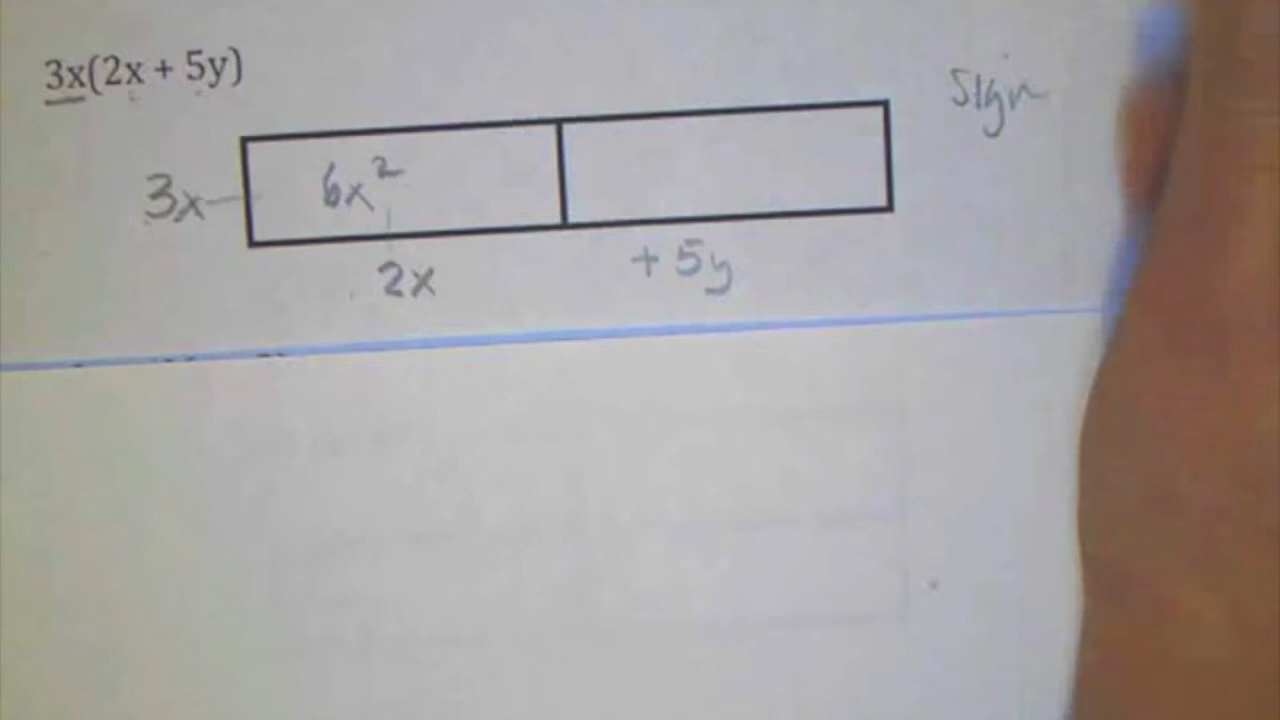 3x(2x + 5y)
sign
3x 6x²
2x + 5y